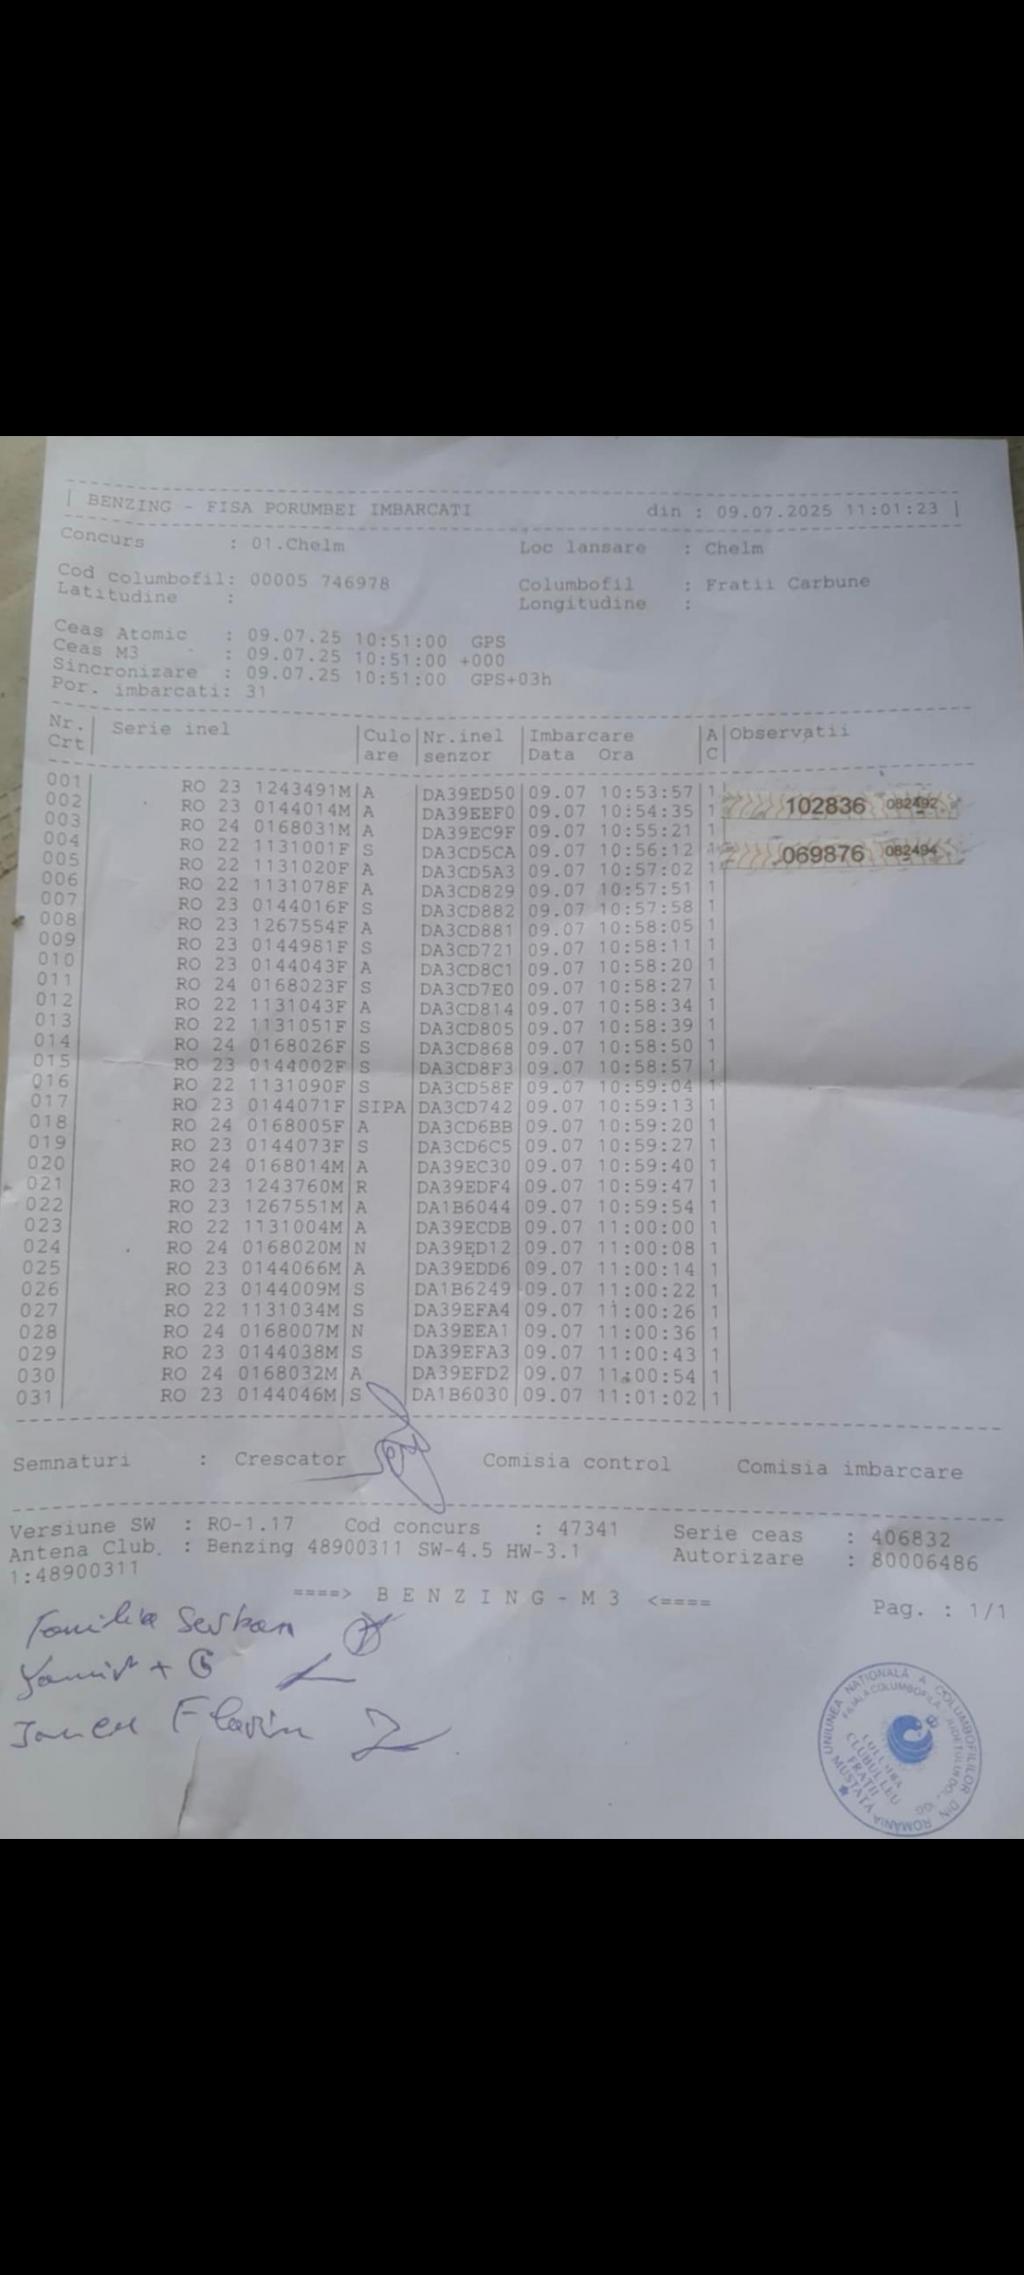 | BENZING - FISA PORUMBEI IMBARCATI din : 09.07.2025 11:01:23 |
Concurs : 01.Chelm Loc lansare : Chelm
Cod columbofil: 00005 746978 Columbofil : Fratii Carbune
Latitudine : Longitudine :
Ceas Atomic : 09.07.25 10:51:00 GPS
Ceas M3 : 09.07.25 10:51:00 +000
Sincronizare : 09.07.25 10:51:00 GPS+03h
Por. imbarcati: 31
Nr. | Serie inel | Culo | Nr.inel | Imbarcare | A | Observatii
Crt | | are | senzor | Data Ora | C |
001 | RO 23 1243491M | A | DA39ED50 | 09.07 10:53:57 | 1 |
002 | RO 23 0144014M | A | DA39EEF0 | 09.07 10:54:35 | 1 | 102836 082492
003 | RO 24 0168031M | A | DA39EC9F | 09.07 10:55:21 | 1
004 | RO 22 1131001F | S | DA3CD5CA | 09.07 10:56:12 | 1 | 069876 082494
005 | RO 22 1131020F | A | DA3CD5A3 | 09.07 10:57:02 | 1
006 | RO 22 1131078F | A | DA3CD829 | 09.07 10:57:51 | 1 |
007 | RO 23 0144016F | S | DA3CD882 | 09.07 10:57:58 | 1 |
008 | RO 23 1267554F | A | DA3CD881 | 09.07 10:58:05 | 1 |
009 | RO 23 0144981F | S | DA3CD721 | 09.07 10:58:11 | 1 |
010 | RO 23 0144043F | A | DA3CD8C1 | 09.07 10:58:20 | 1 |
011 | RO 24 0168023F | S | DA3CD7E0 | 09.07 10:58:27 | 1 |
012 | RO 22 1131043F | A | DA3CD814 | 09.07 10:58:34 | 1 |
013 | RO 22 1131051F | S | DA3CD805 | 09.07 10:58:39 | 1 |
014 | RO 24 0168026F | S | DA3CD868 | 09.07 10:58:50 | 1 |
015 | RO 23 0144002F | S | DA3CD8F3 | 09.07 10:58:57 | 1 |
016 | RO 22 1131090F | S | DA3CD58F | 09.07 10:59:04 | 1 |
017 | RO 23 0144071F | SIPA | DA3CD742 | 09.07 10:59:13 | 1 |
018 | RO 24 0168005F | A | DA3CD6BB | 09.07 10:59:20 | 1 |
019 | RO 23 0144073F | S | DA3CD6C5 | 09.07 10:59:27 | 1 |
020 | RO 24 0168014M | A | DA39EC30 | 09.07 10:59:40 | 1 |
021 | RO 23 1243760M | R | DA39EDF4 | 09.07 10:59:47 | 1 |
022 | RO 23 1267551M | A | DA1B6044 | 09.07 10:59:54 | 1 |
023 | RO 22 1131004M | A | DA39ECDB | 09.07 11:00:00 | 1 |
024 | RO 24 0168020M | N | DA39ED12 | 09.07 11:00:08 | 1 |
025 | RO 23 0144066M | A | DA39EDD6 | 09.07 11:00:14 | 1 |
026 | RO 23 0144009M | S | DA1B6249 | 09.07 11:00:22 | 1 |
027 | RO 22 1131034M | S | DA39EFA4 | 09.07 11:00:26 | 1 |
028 | RO 24 0168007M | N | DA39EEA1 | 09.07 11:00:36 | 1 |
029 | RO 23 0144038M | S | DA39EFA3 | 09.07 11:00:43 | 1 |
030 | RO 24 0168032M | A | DA39EFD2 | 09.07 11:00:54 | 1 |
031 | RO 23 0144046M | S | DA1B6030 | 09.07 11:01:02 | 1 |
Semnaturi : Crescator Comisia control Comisia imbarcare
Versiune SW : RO-1.17 Cod concurs : 47341 Serie ceas : 406832
Antena Club. : Benzing 48900311 SW-4.5 HW-3.1 Autorizare : 80006486
1:48900311
====> B E N Z I N G - M 3 <====
Pag. : 1/1
Familia Serban
+ G
Flavin
UNIUNEA NATIONALĂ A COLUMBOFILILOR DIN ROMÂNIA
COLUMBA
CLUBUL LEU
FRATII
MUSTAȚĂ